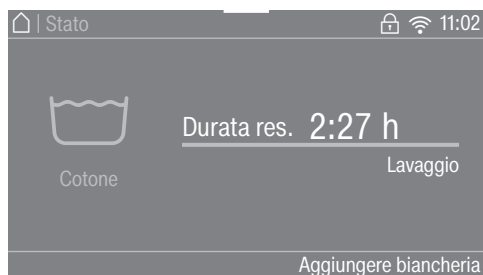 | Stato 11:02
Durata res. 2:27 h
Cotone
Lavaggio
Aggiungere biancheria